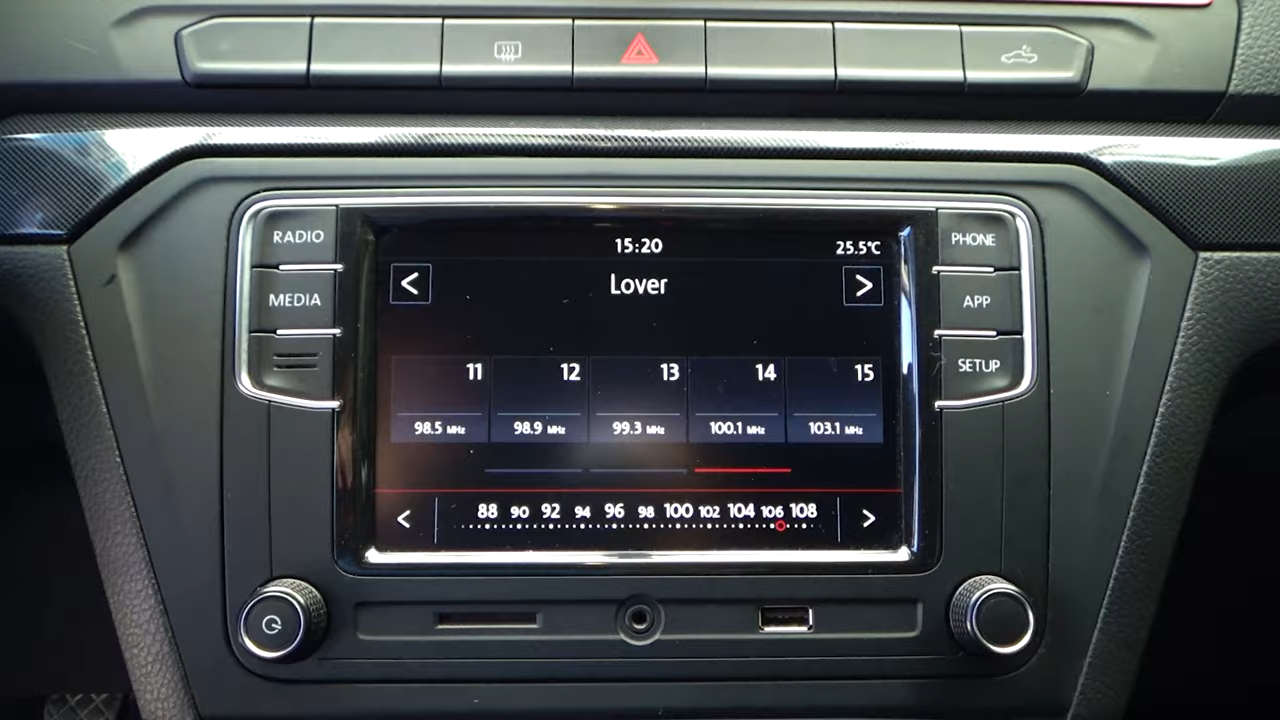 RADIO
MEDIA
15:20
25.5°C
<
Lover
>
11
12
13
14
15
98.5 MHz
98.9 MHz
99.3 MHz
100.1 MHz
103.1 MHz
<
88 90 92 94 96 98 100 102 104 106 108
>
PHONE
APP
SETUP